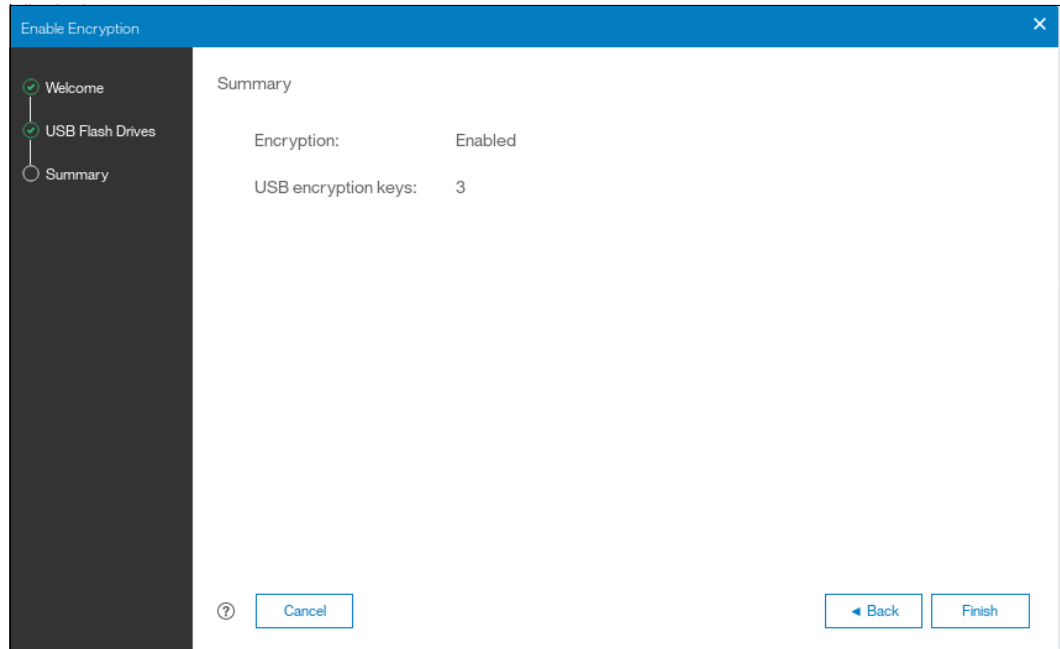 Enable Encryption
Welcome
USB Flash Drives
Summary
Summary
Encryption: Enabled
USB encryption keys: 3
? Cancel ◄ Back Finish